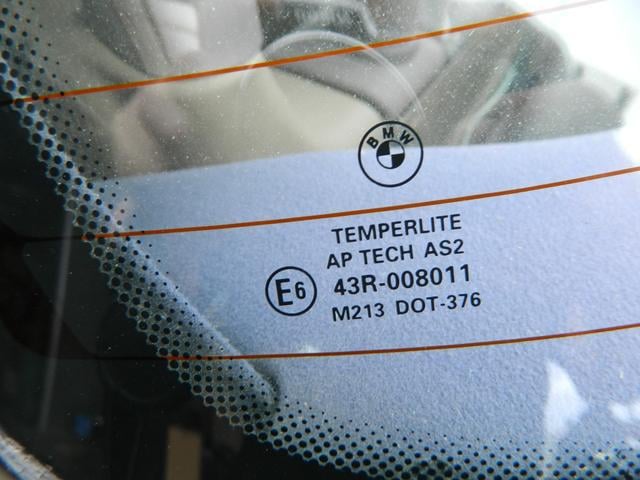 BMW
TEMPERLITE
AP TECH AS2
E6 43R-008011
M213 DOT-376